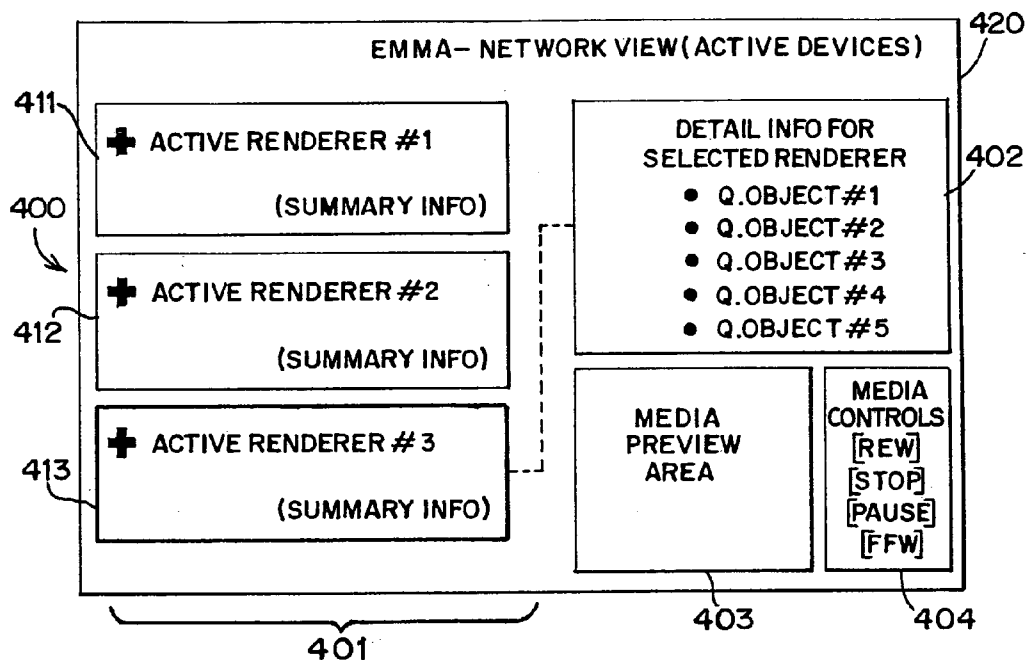 EMMA- NETWORK VIEW (ACTIVE DEVICES)
420
411
ACTIVE RENDERER #1
(SUMMARY INFO)
400
ACTIVE RENDERER #2
412
(SUMMARY INFO)
ACTIVE RENDERER #3
413
(SUMMARY INFO)
401
DETAIL INFO FOR
SELECTED RENDERER
402
• Q.OBJECT #1
• Q.OBJECT #2
• Q.OBJECT #3
• Q.OBJECT #4
• Q.OBJECT #5
MEDIA
PREVIEW
AREA
403
MEDIA
CONTROLS
[REW]
[STOP]
[PAUSE]
[FFW]
404